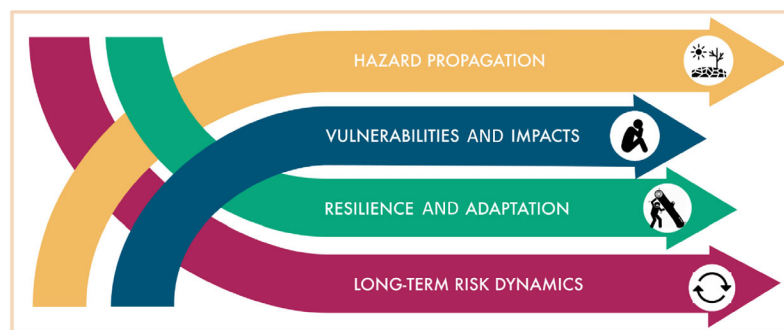 HAZARD PROPAGATION
VULNERABILITIES AND IMPACTS
RESILIENCE AND ADAPTATION
LONG-TERM RISK DYNAMICS